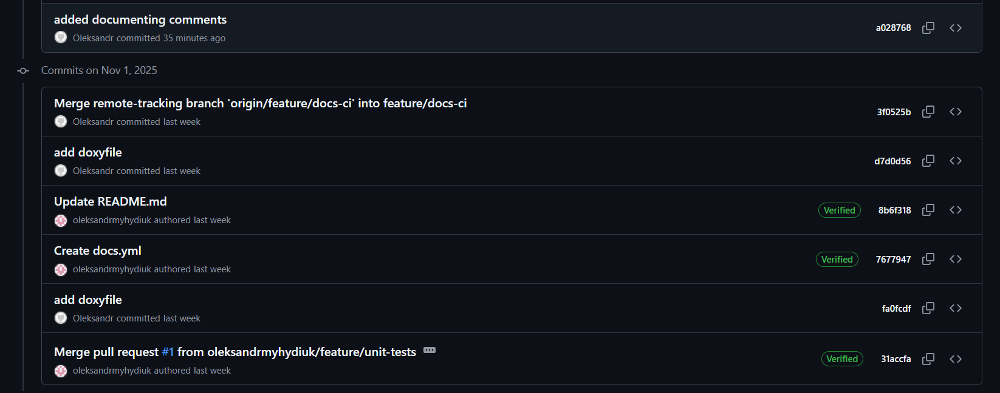 added documenting comments
Oleksandr committed 35 minutes ago
a028768
Commits on Nov 1, 2025
Merge remote-tracking branch 'origin/feature/docs-ci' into feature/docs-ci
Oleksandr committed last week
3f0525b
add doxyfile
Oleksandr committed last week
d7d0d56
Update README.md
oleksandrmyhydiuk authored last week
Verified 8b6f318
Create docs.yml
oleksandrmyhydiuk authored last week
Verified 7677947
add doxyfile
Oleksandr committed last week
fa0fcdf
Merge pull request #1 from oleksandrmyhydiuk/feature/unit-tests
oleksandrmyhydiuk authored last week
Verified 31accfa